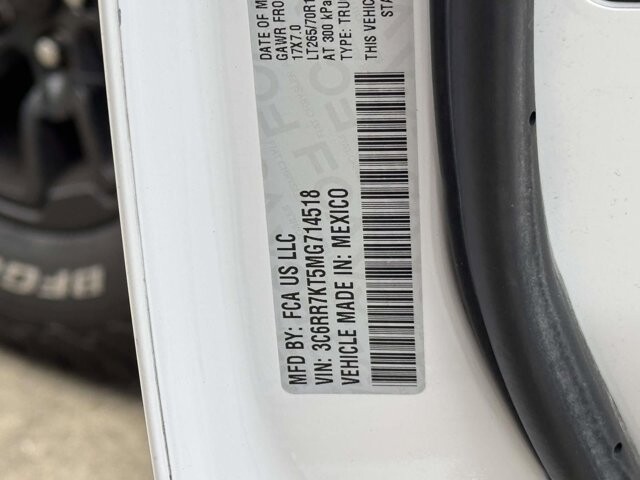 DATE OF M
GAWR FRO
17X7.0
LT265/70R1
AT 300 kPa
TYPE: TRU
THIS VEHIC
STA
MFD BY: FCA US LLC
VIN: 3C6RR7KT5MG714518
VEHICLE MADE IN: MEXICO
BFG